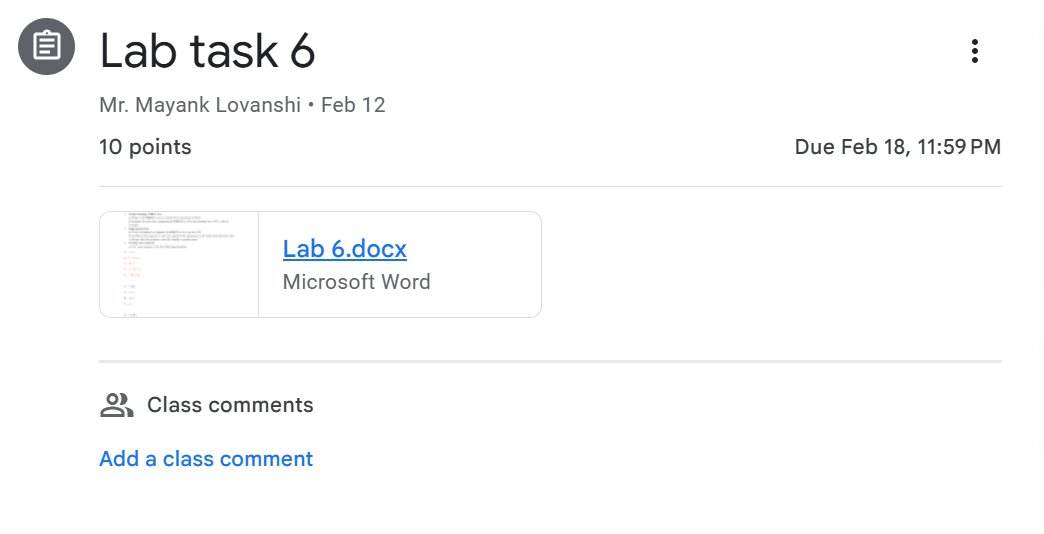 Lab task 6
Mr. Mayank Lovanshi • Feb 12
10 points
Due Feb 18, 11:59 PM
Lab 6.docx
Microsoft Word
Class comments
Add a class comment